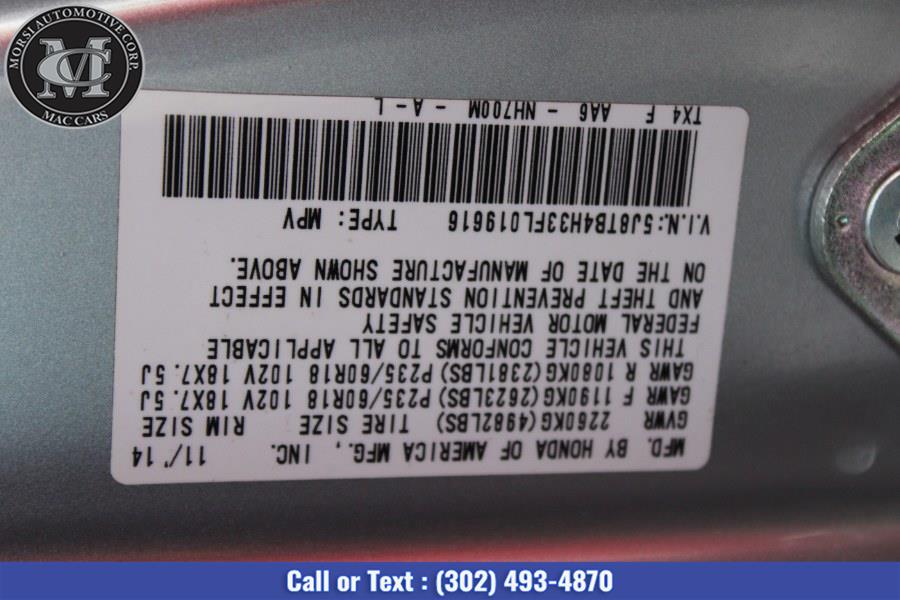 MORSI AUTOMOTIVE CORP.
MC
MAC CARS
MFD. BY HONDA OF AMERICA MFG., INC. 11/'14
GVWR 2260KG(4982LBS) TIRE SIZE RIM SIZE
GAWR F 1190KG(2623LBS) P235/60R18 102V 18X7.5J
GAWR R 1080KG(2381LBS) P235/60R18 102V 18X7.5J
THIS VEHICLE CONFORMS TO ALL APPLICABLE
FEDERAL MOTOR VEHICLE SAFETY
AND THEFT PREVENTION STANDARDS IN EFFECT
ON THE DATE OF MANUFACTURE SHOWN ABOVE.
V.I.N.:5J8TB4H33FL019616 TYPE: MPV
TX4 F AA6 - NH700M - A - L
Call or Text : (302) 493-4870